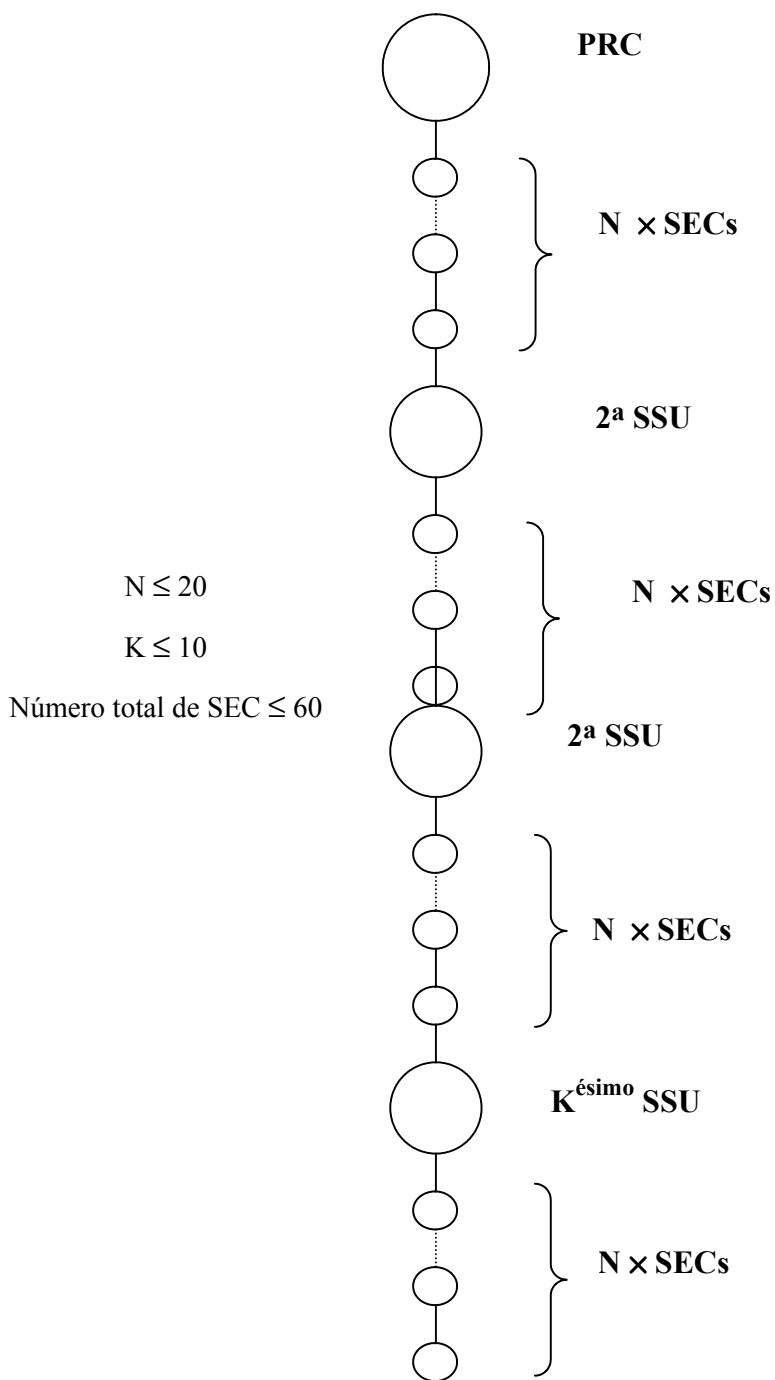 PRC
N × SECs
2ª SSU
N × SECs
N ≤ 20
K ≤ 10
Número total de SEC ≤ 60
2ª SSU
N × SECs
Késimo SSU
N × SECs